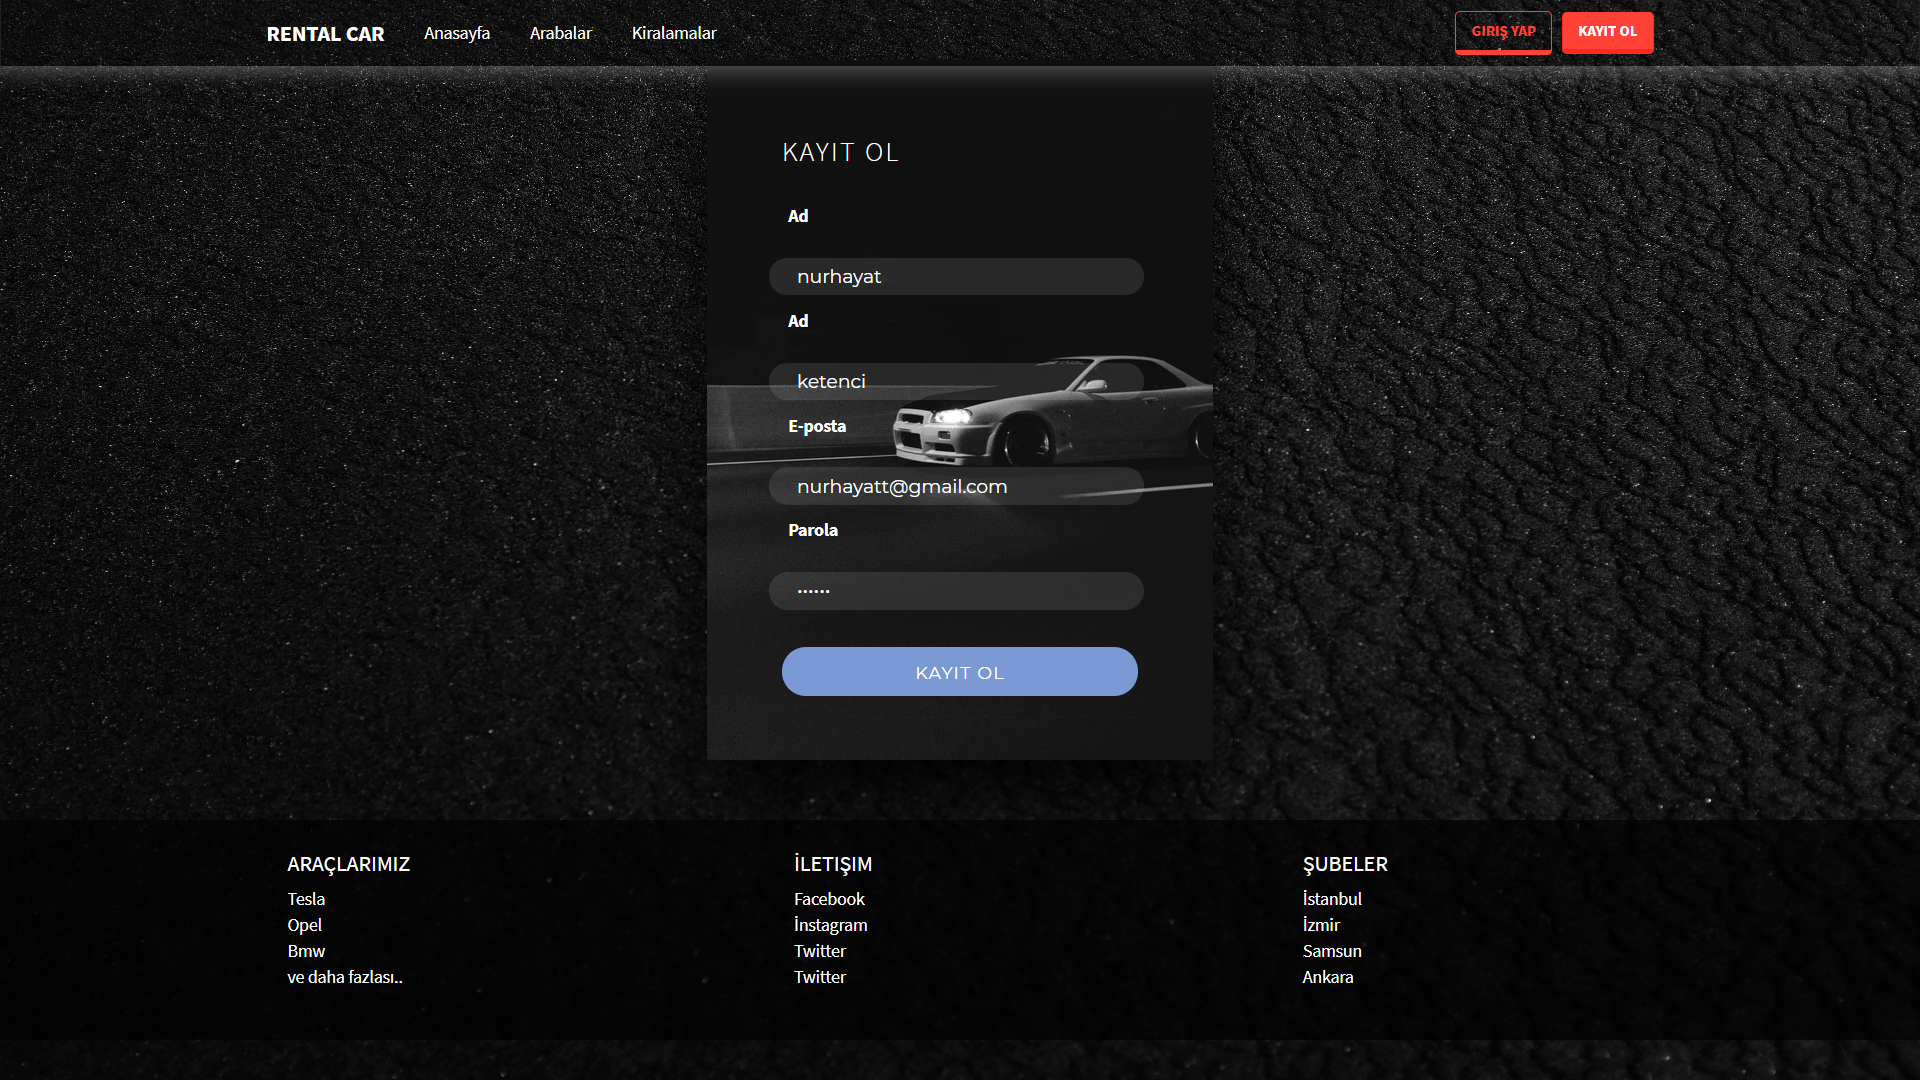 RENTAL CAR Anasayfa Arabalar Kiralamalar GIRIŞ YAP KAYIT OL
KAYIT OL
Ad
nurhayat
Ad
ketenci
E-posta
nurhayatt@gmail.com
Parola
••••••
KAYIT OL
ARAÇLARIMIZ
Tesla
Opel
Bmw
ve daha fazlası..
İLETIŞIM
Facebook
İnstagram
Twitter
Twitter
ŞUBELER
İstanbul
İzmir
Samsun
Ankara